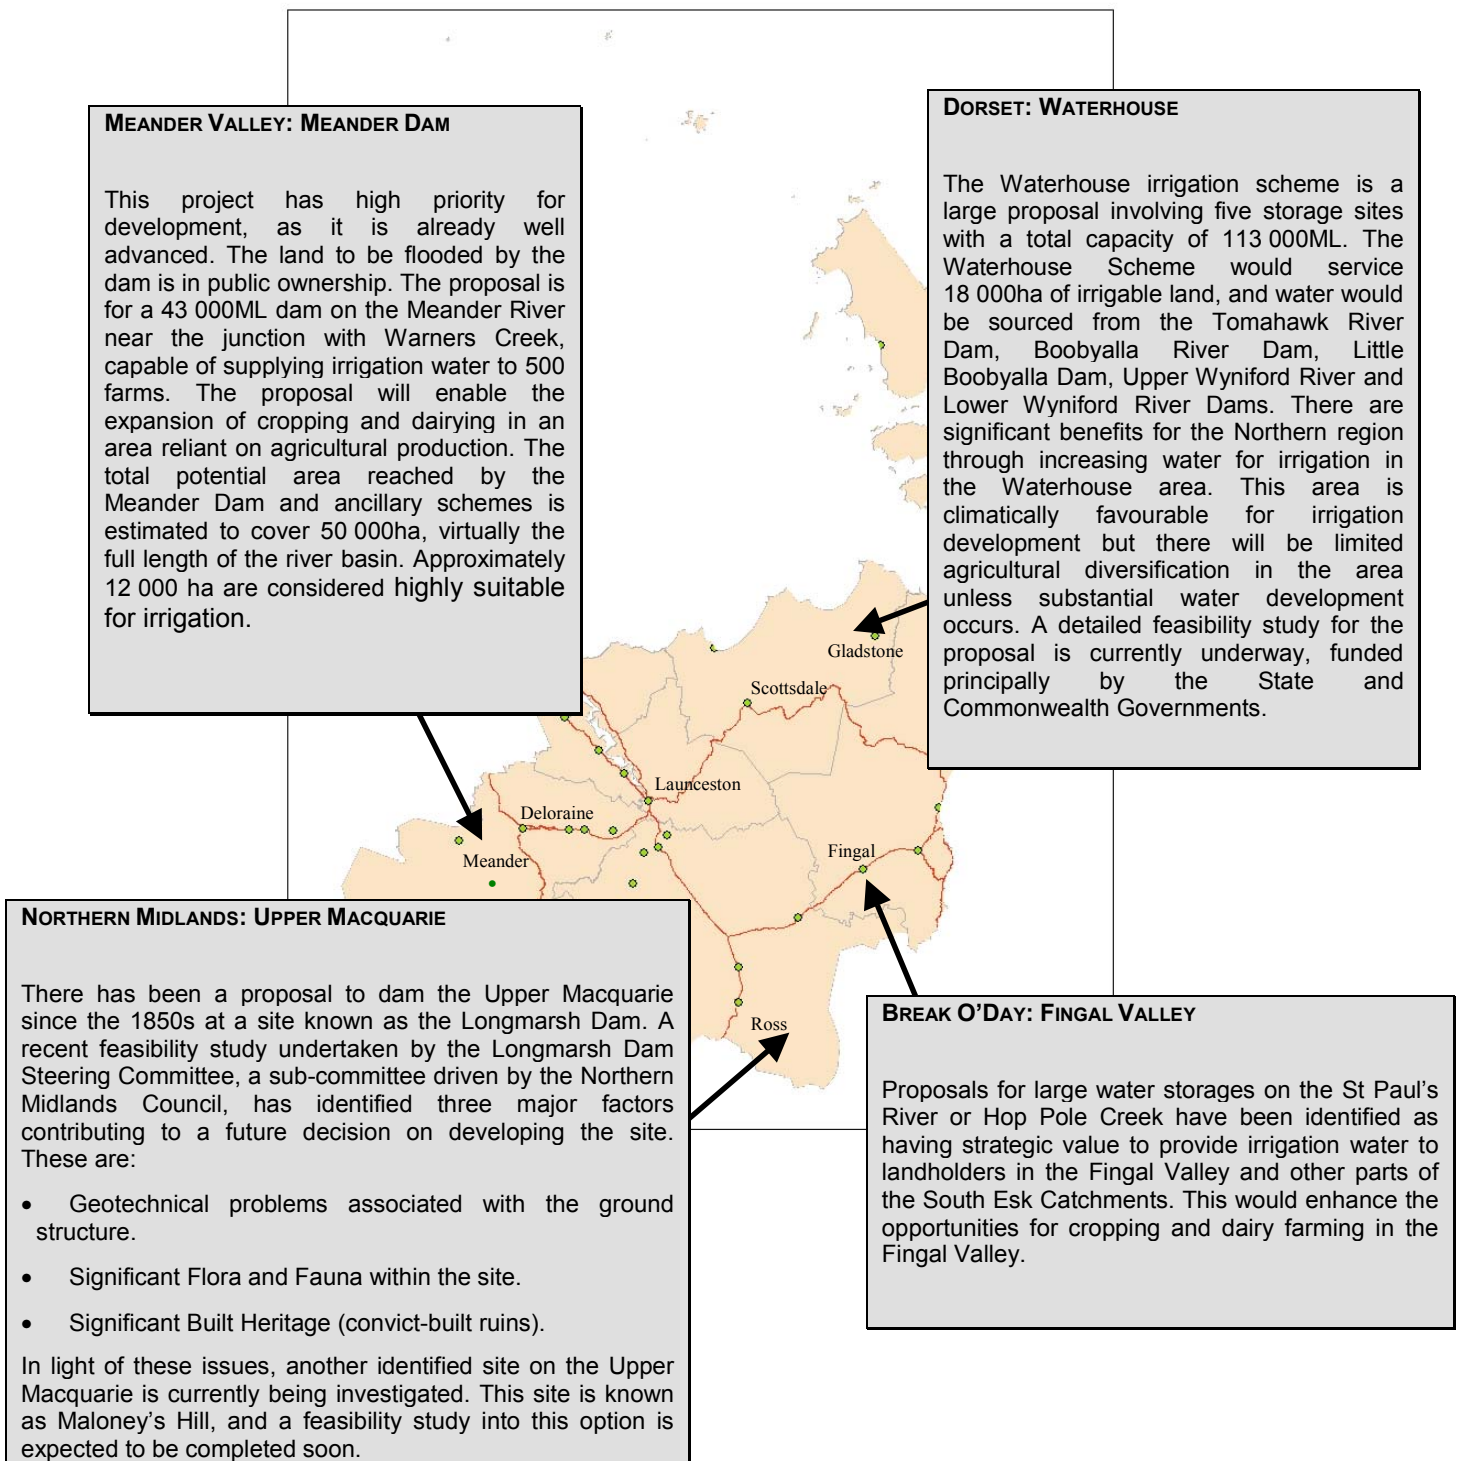 MEANDER VALLEY: MEANDER DAM
This project has high priority for
development, as it is already well
advanced. The land to be flooded by the
dam is in public ownership. The proposal is
for a 43 000ML dam on the Meander River
near the junction with Warners Creek,
capable of supplying irrigation water to 500
farms. The proposal will enable the
expansion of cropping and dairying in an
area reliant on agricultural production. The
total potential area reached by the
Meander Dam and ancillary schemes is
estimated to cover 50 000ha, virtually the
full length of the river basin. Approximately
12 000 ha are considered highly suitable
for irrigation.
DORSET: WATERHOUSE
The Waterhouse irrigation scheme is a
large proposal involving five storage sites
with a total capacity of 113 000ML. The
Waterhouse Scheme would service
18 000ha of irrigable land, and water would
be sourced from the Tomahawk River
Dam, Boobyalla River Dam, Little
Boobyalla Dam, Upper Wyniford River and
Lower Wyniford River Dams. There are
significant benefits for the Northern region
through increasing water for irrigation in
the Waterhouse area. This area is
climatically favourable for irrigation
development but there will be limited
agricultural diversification in the area
unless substantial water development
occurs. A detailed feasibility study for the
proposal is currently underway, funded
principally by the State and
Commonwealth Governments.
Gladstone
Scottsdale
Launceston
Deloraine
Meander
Fingal
Ross
NORTHERN MIDLANDS: UPPER MACQUARIE
There has been a proposal to dam the Upper Macquarie
since the 1850s at a site known as the Longmarsh Dam. A
recent feasibility study undertaken by the Longmarsh Dam
Steering Committee, a sub-committee driven by the Northern
Midlands Council, has identified three major factors
contributing to a future decision on developing the site.
These are:
• Geotechnical problems associated with the ground
structure.
• Significant Flora and Fauna within the site.
• Significant Built Heritage (convict-built ruins).
In light of these issues, another identified site on the Upper
Macquarie is currently being investigated. This site is known
as Maloney's Hill, and a feasibility study into this option is
expected to be completed soon.
BREAK O'DAY: FINGAL VALLEY
Proposals for large water storages on the St Paul's
River or Hop Pole Creek have been identified as
having strategic value to provide irrigation water to
landholders in the Fingal Valley and other parts of
the South Esk Catchments. This would enhance the
opportunities for cropping and dairy farming in the
Fingal Valley.